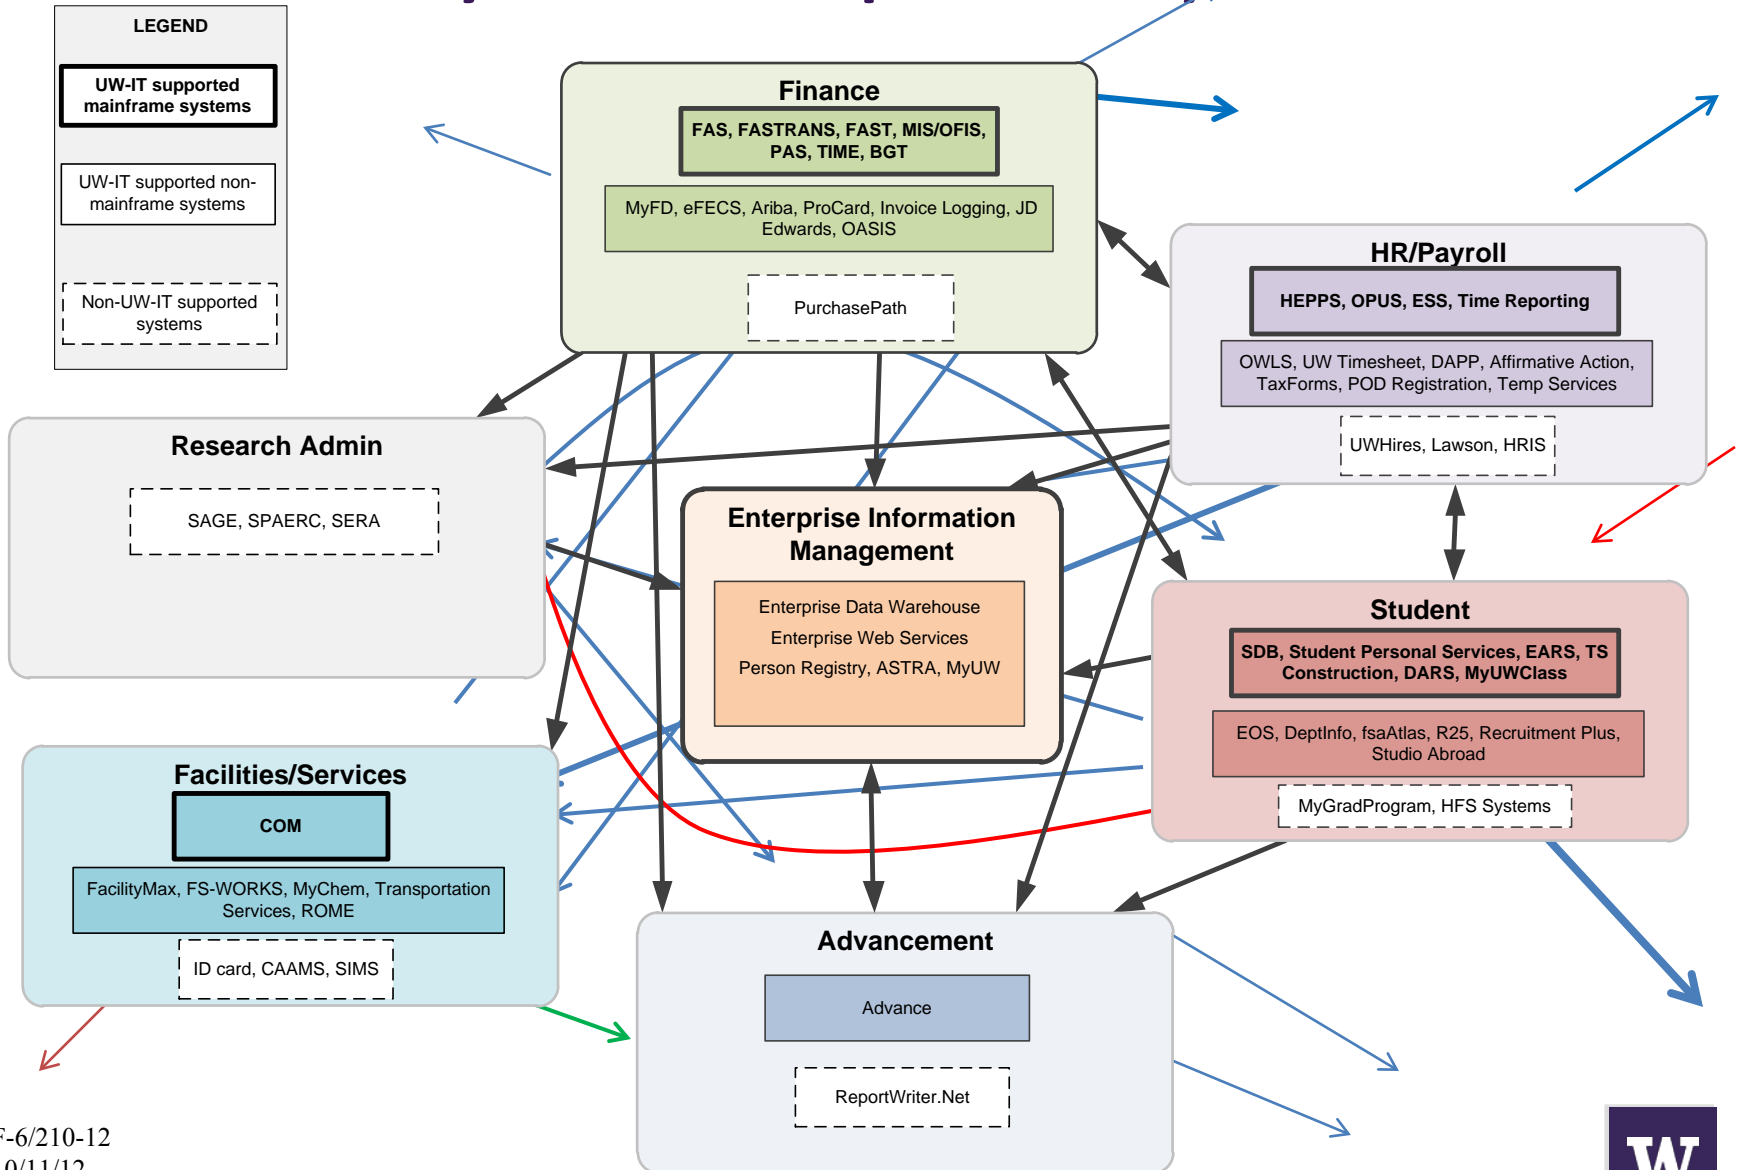 LEGEND
UW-IT supported
mainframe systems
UW-IT supported non-
mainframe systems
Non-UW-IT supported
systems
Finance
FAS, FASTRANS, FAST, MIS/OFIS,
PAS, TIME, BGT
MyFD, eFECS, Ariba, ProCard, Invoice Logging, JD
Edwards, OASIS
PurchasePath
HR/Payroll
HEPPS, OPUS, ESS, Time Reporting
OWLS, UW Timesheet, DAPP, Affirmative Action,
TaxForms, POD Registration, Temp Services
UWHires, Lawson, HRIS
Research Admin
SAGE, SPAERC, SERA
Enterprise Information
Management
Enterprise Data Warehouse
Enterprise Web Services
Person Registry, ASTRA, MyUW
Student
SDB, Student Personal Services, EARS, TS
Construction, DARS, MyUWClass
EOS, DeptInfo, fsaAtlas, R25, Recruitment Plus,
Studio Abroad
MyGradProgram, HFS Systems
Facilities/Services
COM
FacilityMax, FS-WORKS, MyChem, Transportation
Services, ROME
ID card, CAAMS, SIMS
Advancement
Advance
ReportWriter.Net
F-6/210-12
0/11/12
W